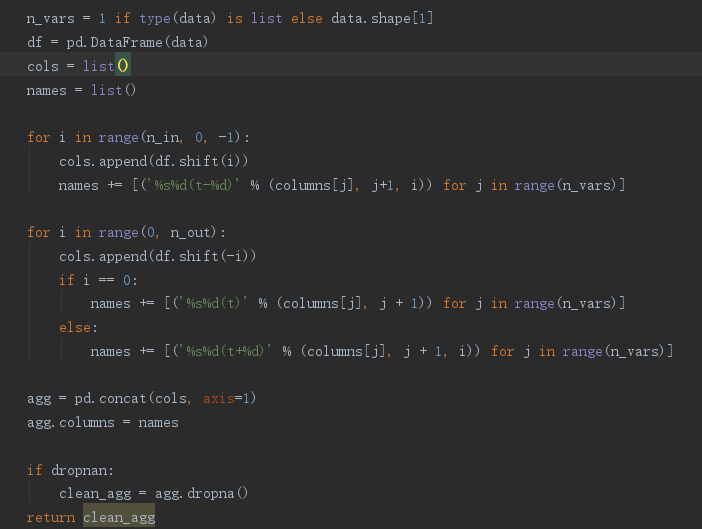 n_vars = 1 if type(data) is list else data.shape[1]
df = pd.DataFrame(data)
cols = list()
names = list()
for i in range(n_in, 0, -1):
cols.append(df.shift(i))
names += [('%s%d(t-%d)' % (columns[j], j+1, i)) for j in range(n_vars)]
for i in range(0, n_out):
cols.append(df.shift(-i))
if i == 0:
names += [('%s%d(t)' % (columns[j], j + 1)) for j in range(n_vars)]
else:
names += [('%s%d(t+%d)' % (columns[j], j + 1, i)) for j in range(n_vars)]
agg = pd.concat(cols, axis=1)
agg.columns = names
if dropnan:
clean_agg = agg.dropna()
return clean_agg